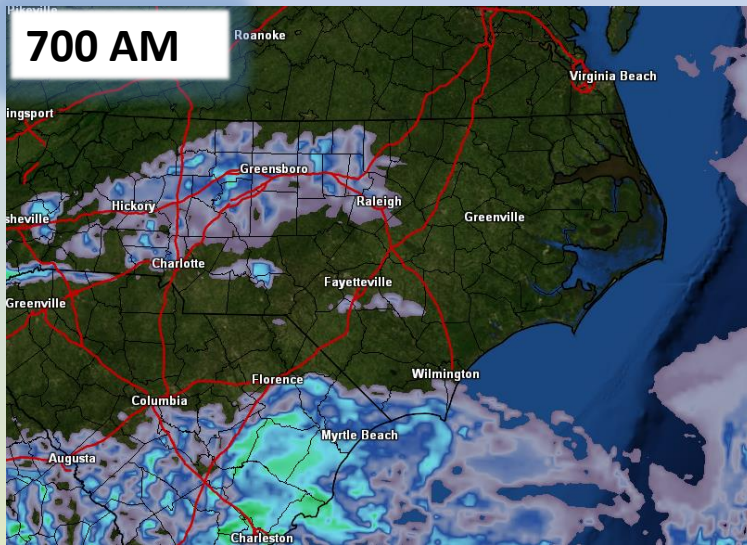 700 AM
Roanoke
Virginia Beach
ingsport
Greensboro
Hickory
Raleigh
sheville
Greenville
Charlotte
Fayetteville
Greenville
Wilmington
Florence
Columbia
Myrtle Beach
Augusta
Charleston